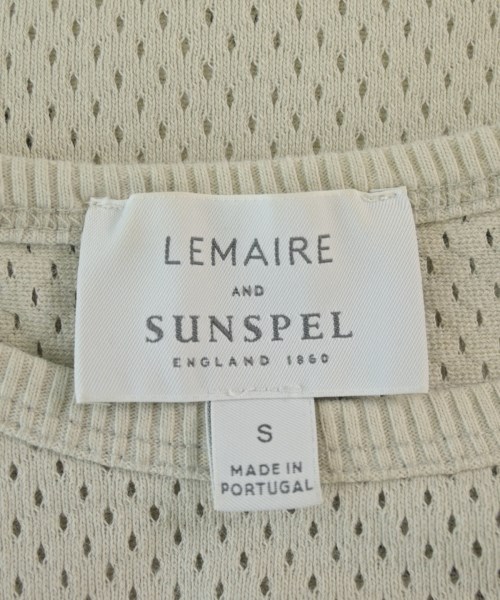 LEMAIRE
AND
SUNSPEL
ENGLAND 1860
S
MADE IN
PORTUGAL